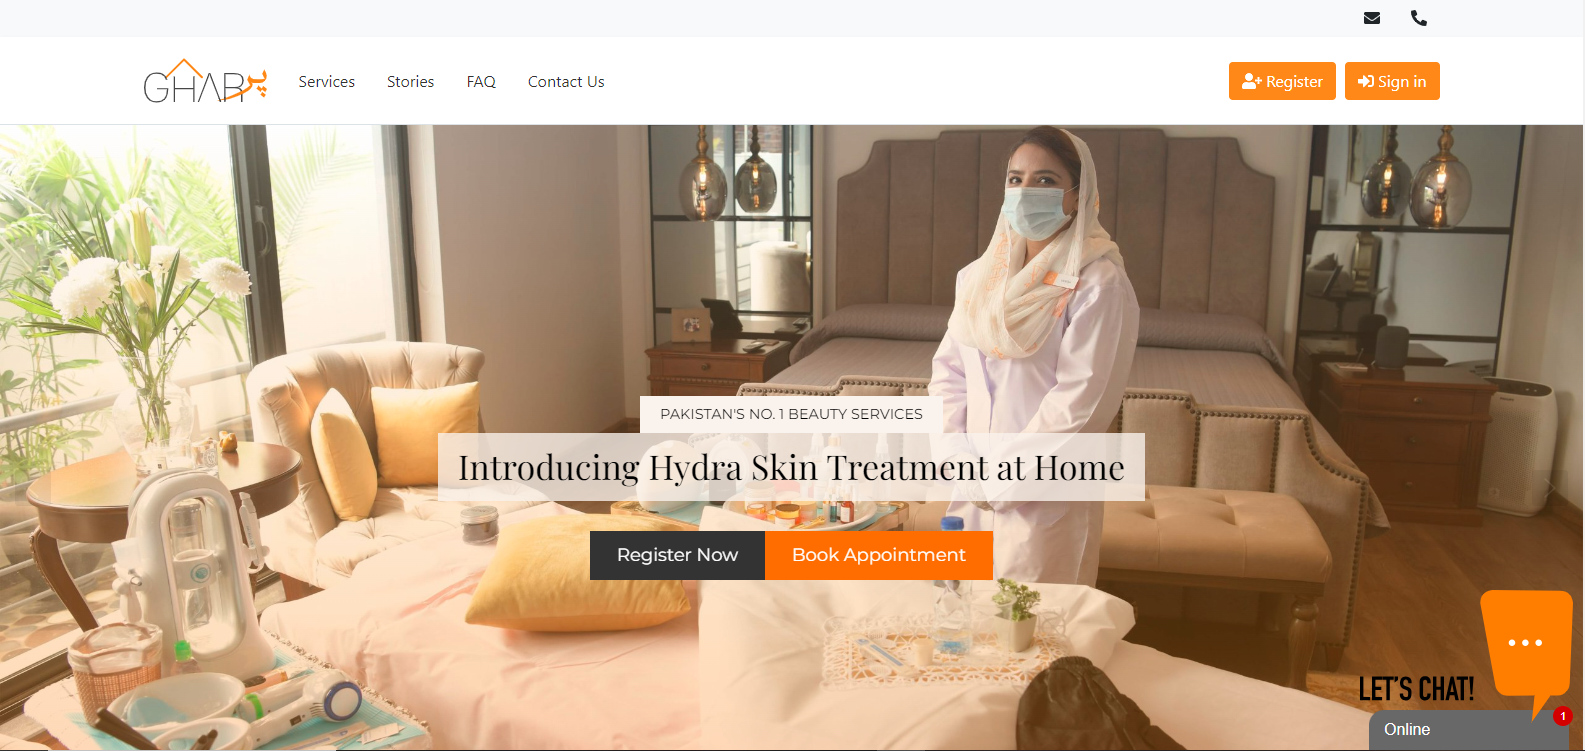 GHAR پر
Services
Stories
FAQ
Contact Us
Register
Sign in
PAKISTAN'S NO. 1 BEAUTY SERVICES
Introducing Hydra Skin Treatment at Home
Register Now
Book Appointment
LET'S CHAT!
1
Online